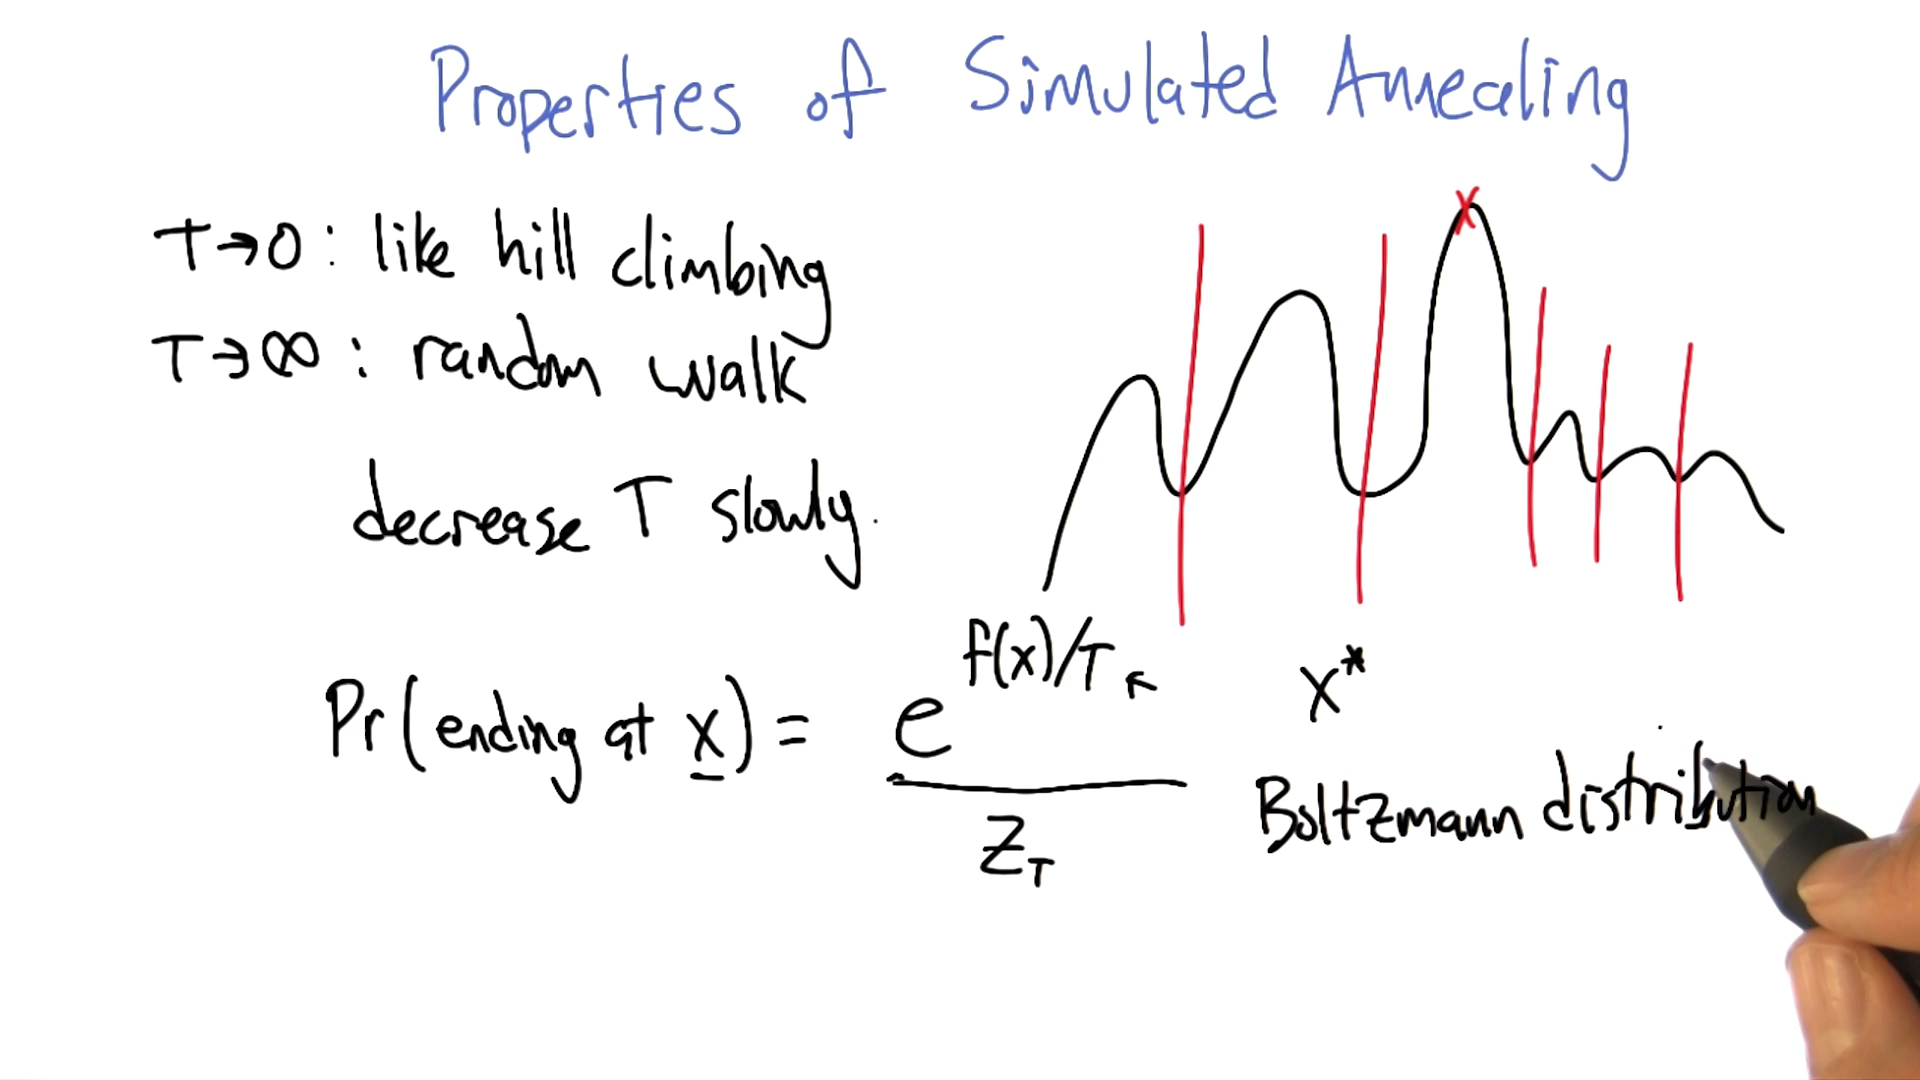 Properties of Simulated Annealing
T→0: like hill climbing
T→∞: random walk
decrease T slowly.
Pr(ending at x) = e^f(x)/T
Z_T
x*
Boltzmann distribution